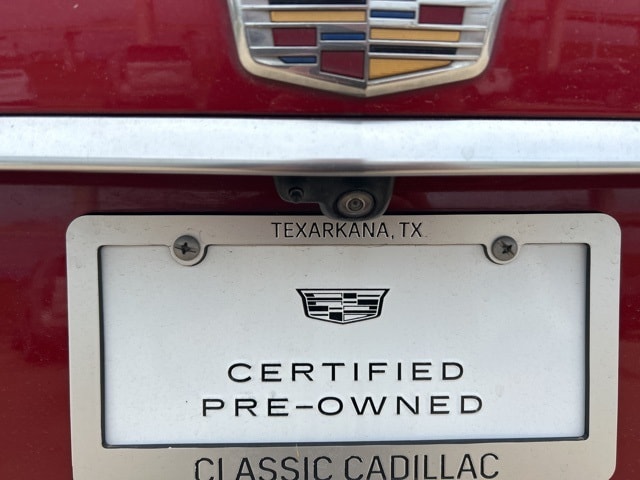 TEXARKANA, TX
CERTIFIED
PRE-OWNED
CLASSIC CADILLAC